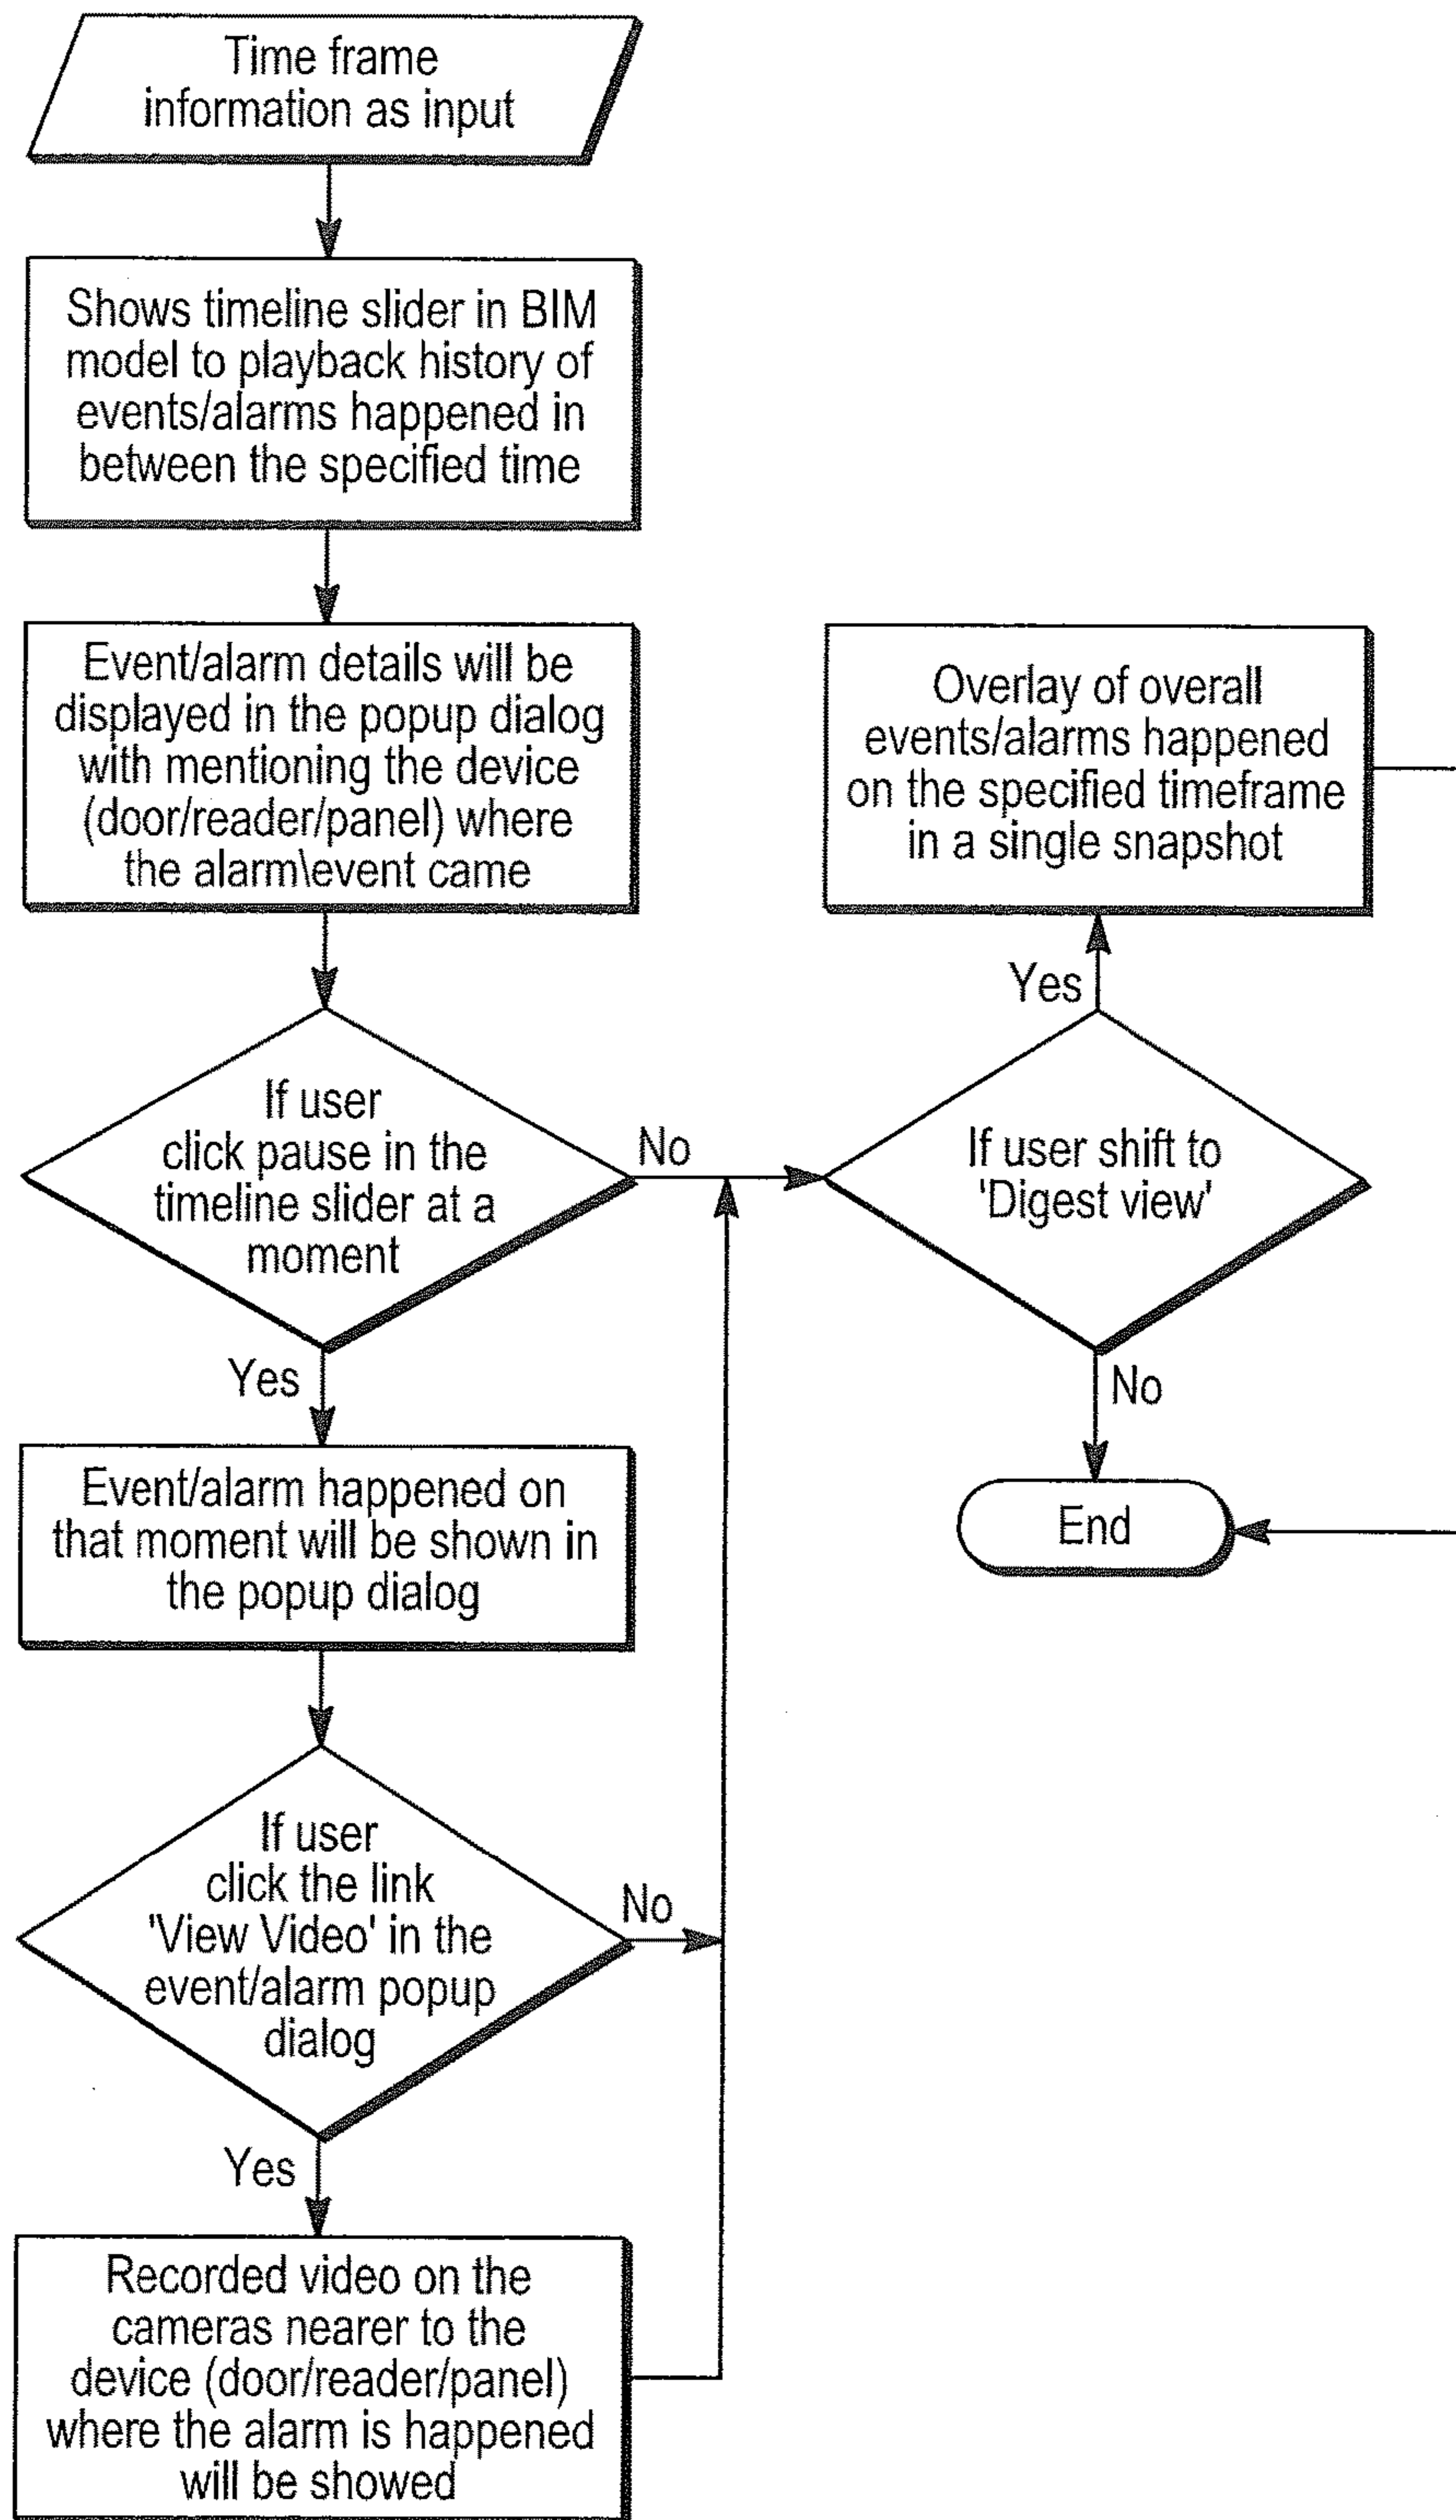 Time frame
information as input
Shows timeline slider in BIM
model to playback history of
events/alarms happened in
between the specified time
Event/alarm details will be
displayed in the popup dialog
with mentioning the device
(door/reader/panel) where
the alarm\event came
If user
click pause in the
timeline slider at a
moment
No
Yes
Event/alarm happened on
that moment will be shown in
the popup dialog
If user
click the link
'View Video' in the
event/alarm popup
dialog
No
Yes
Recorded video on the
cameras nearer to the
device (door/reader/panel)
where the alarm is happened
will be showed
Overlay of overall
events/alarms happened
on the specified timeframe
in a single snapshot
Yes
If user shift to
'Digest view'
No
End